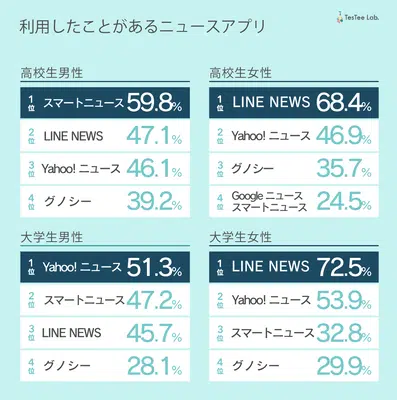 利用したことがあるニュースアプリ
TesTee Lab.
高校生男性
1位 スマートニュース 59.8%
2位 LINE NEWS 47.1%
3位 Yahoo! ニュース 46.1%
4位 グノシー 39.2%
高校生女性
1位 LINE NEWS 68.4%
2位 Yahoo! ニュース 46.9%
3位 グノシー 35.7%
4位 Google ニュース
スマートニュース 24.5%
大学生男性
1位 Yahoo! ニュース 51.3%
2位 スマートニュース 47.2%
3位 LINE NEWS 45.7%
4位 グノシー 28.1%
大学生女性
1位 LINE NEWS 72.5%
2位 Yahoo! ニュース 53.9%
3位 スマートニュース 32.8%
4位 グノシー 29.9%